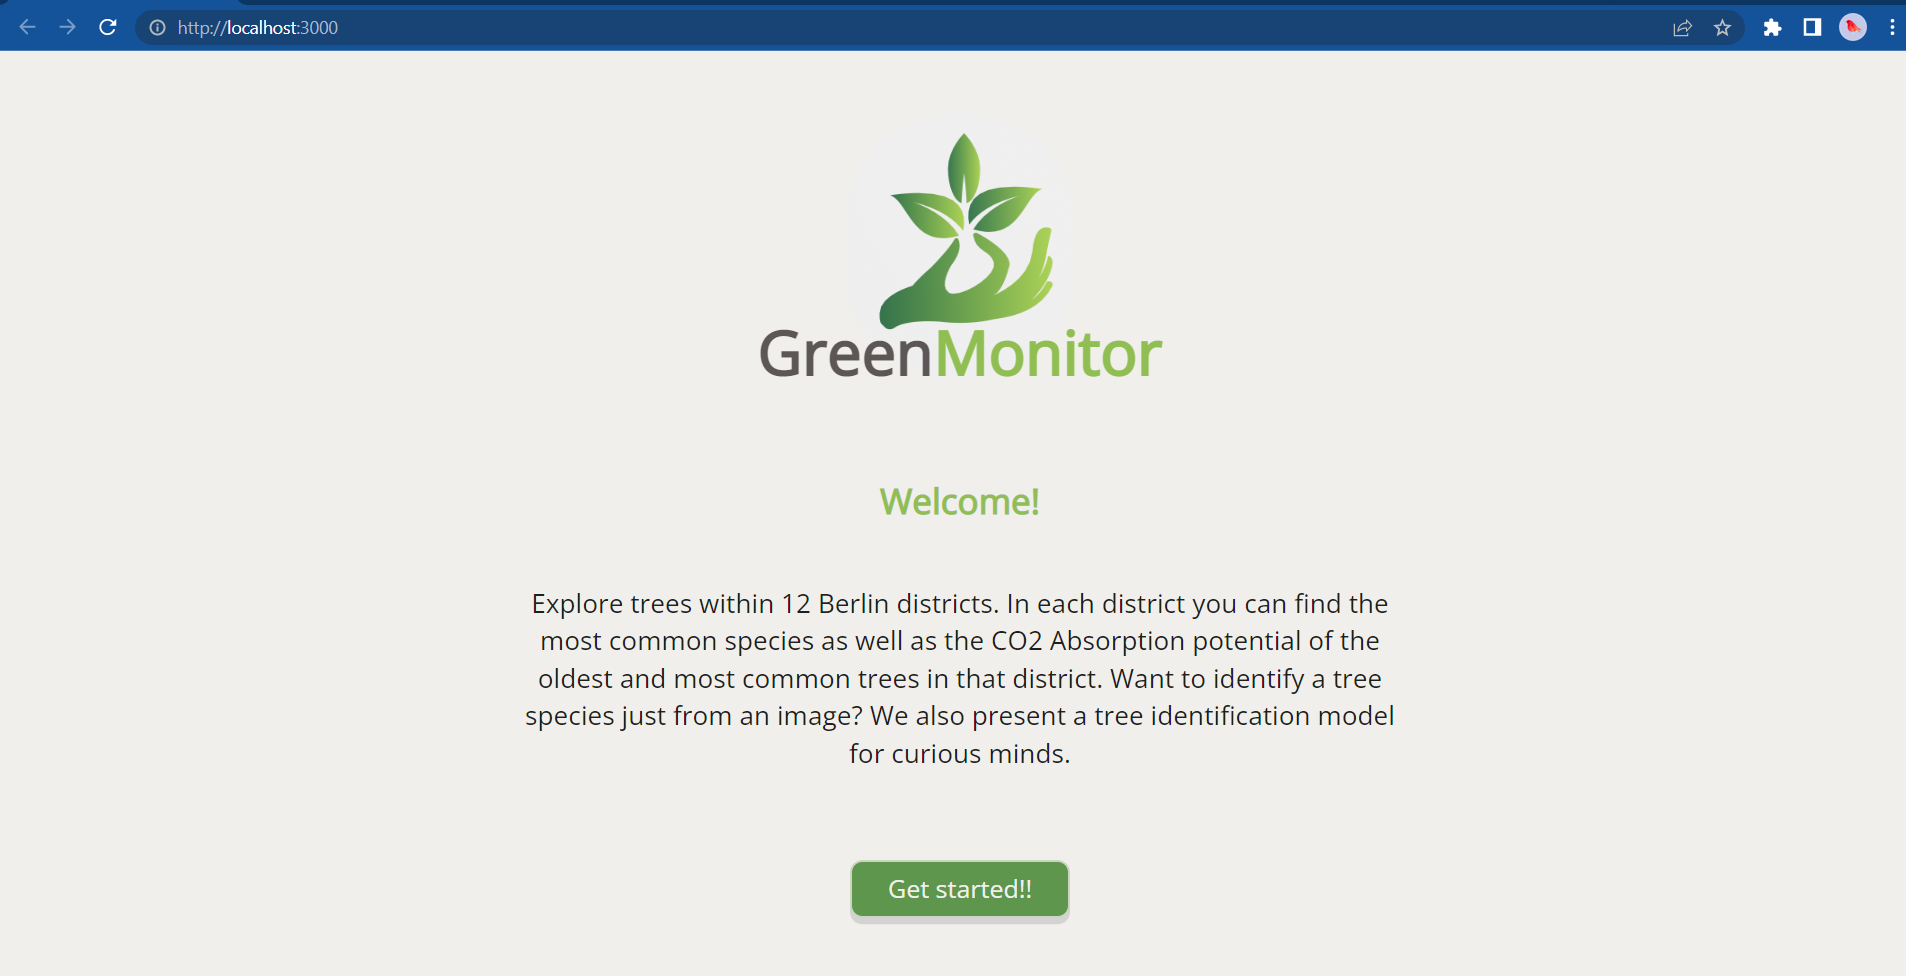 http://localhost:3000
GreenMonitor
Welcome!
Explore trees within 12 Berlin districts. In each district you can find the
most common species as well as the CO2 Absorption potential of the
oldest and most common trees in that district. Want to identify a tree
species just from an image? We also present a tree identification model
for curious minds.
Get started!!